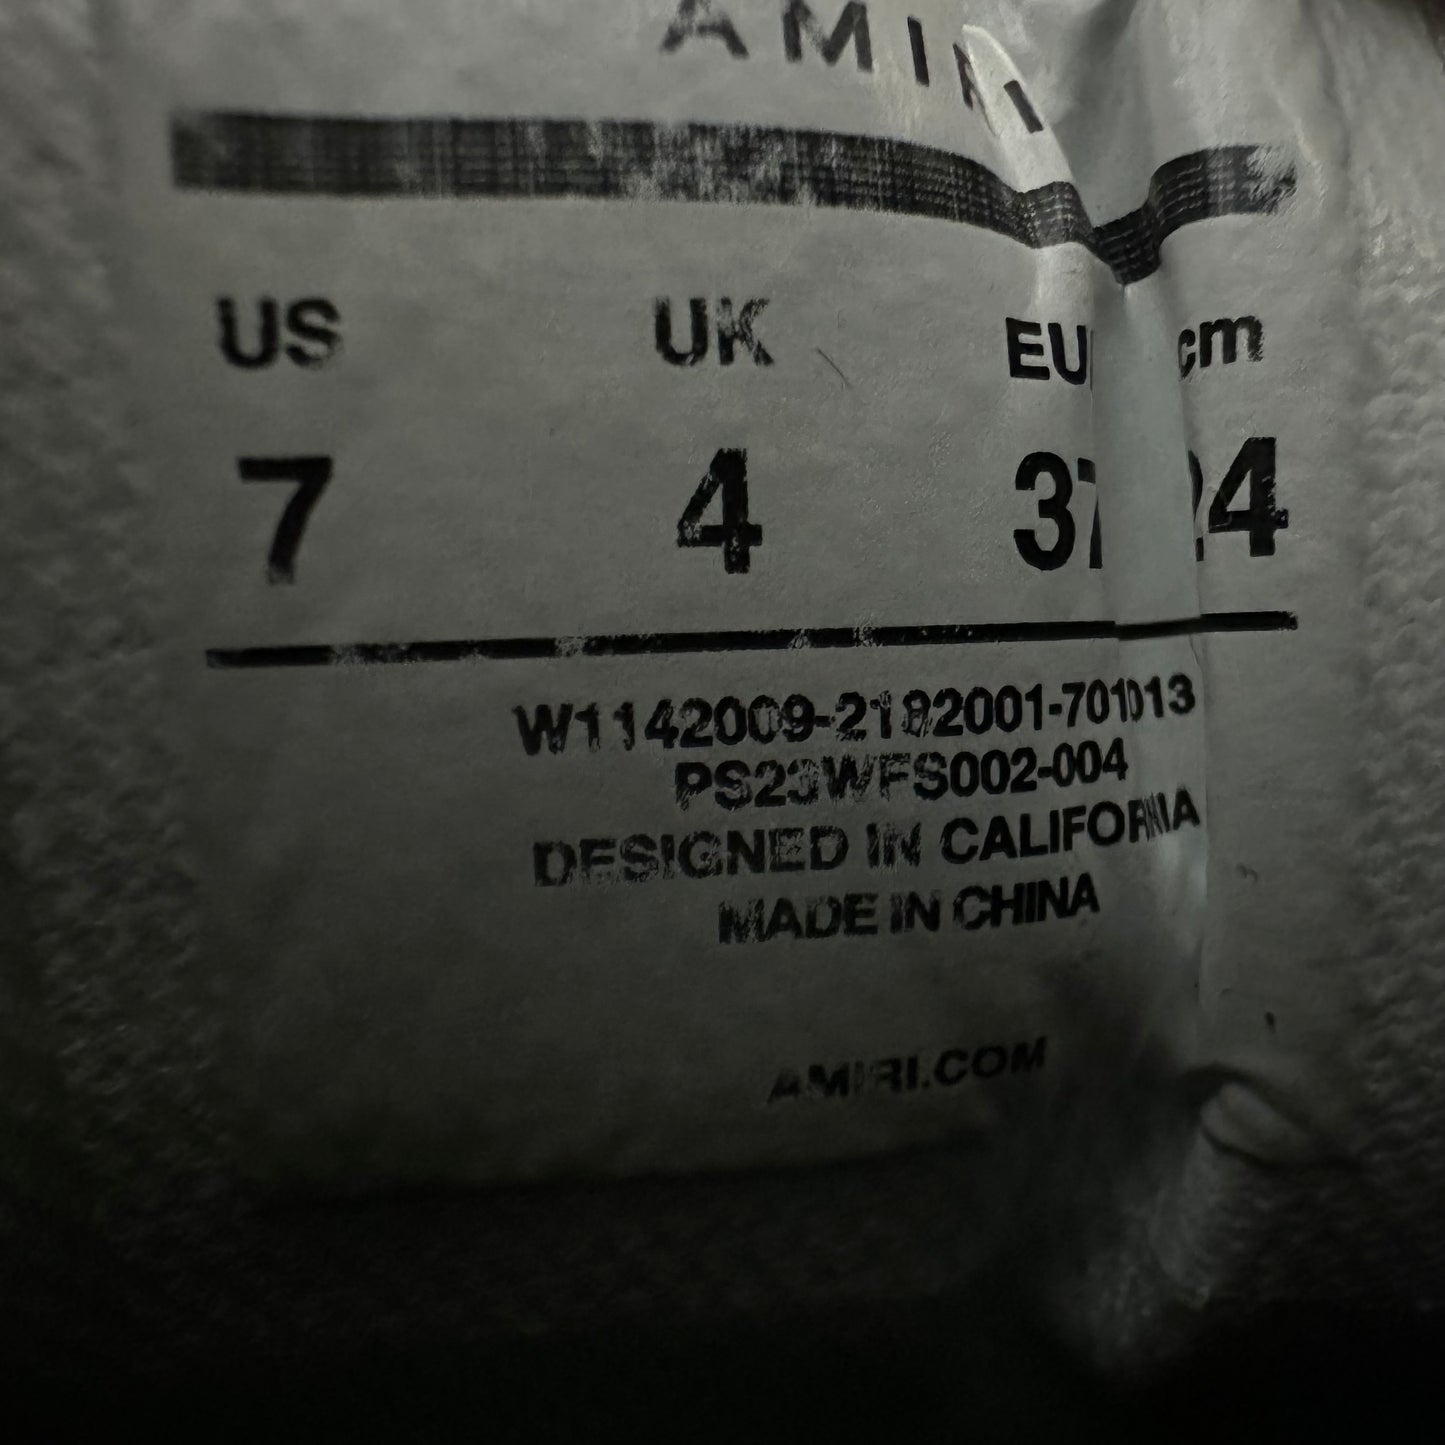 AMIRI
US UK EU cm
7 4 37 24
W1142009-2182001-701013
PS23WFS002-004
DESIGNED IN CALIFORNIA
MADE IN CHINA
AMIRI.COM